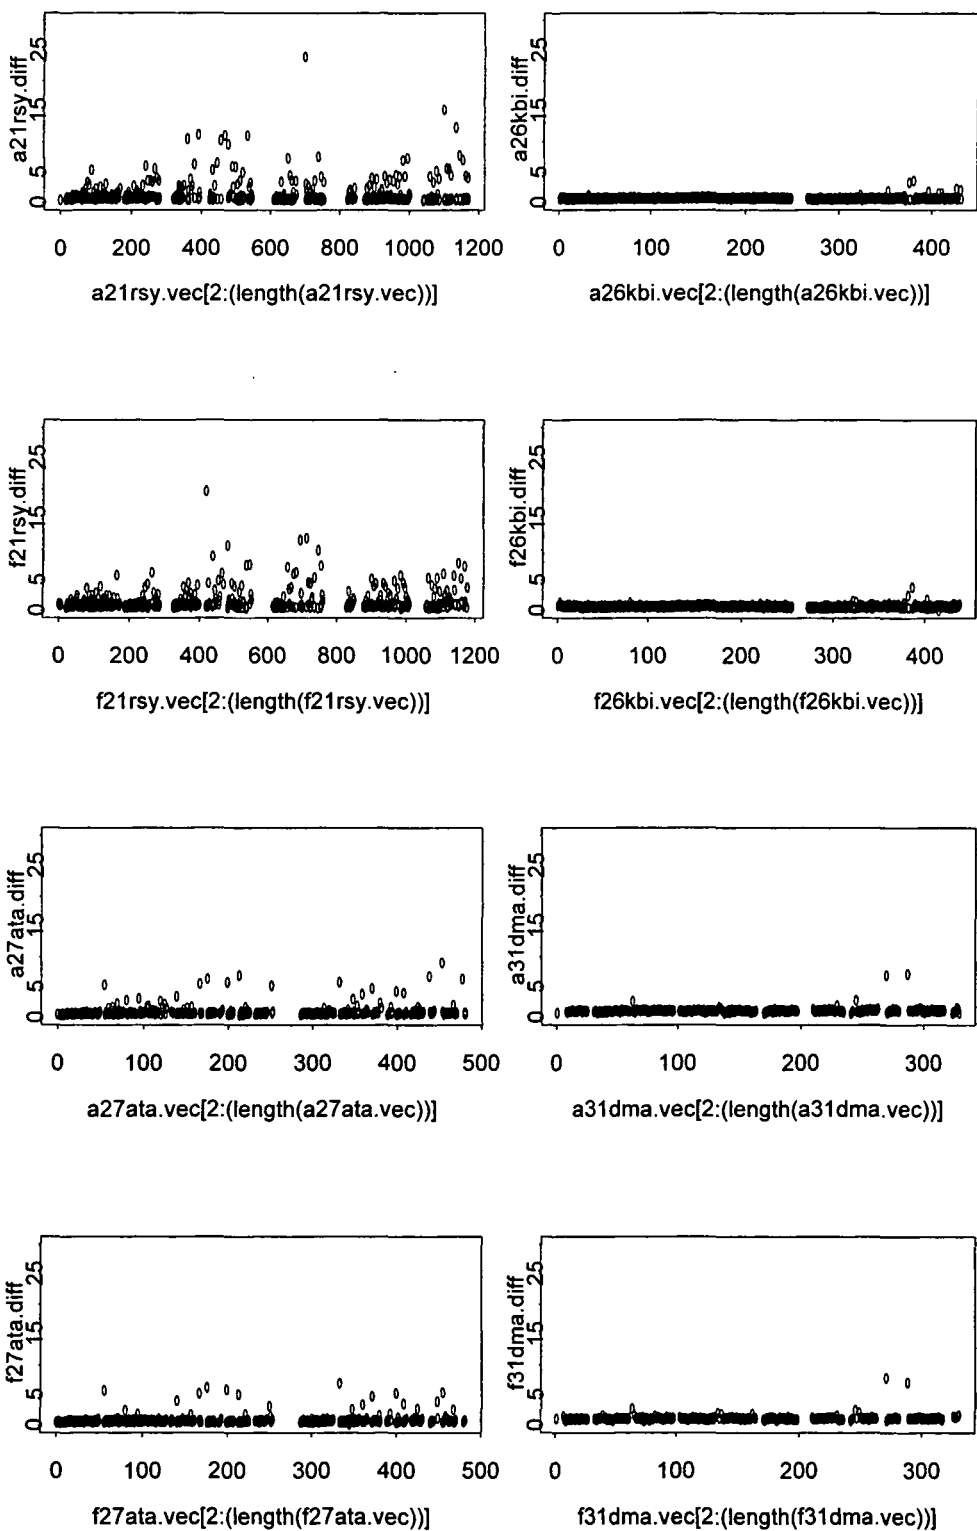 a21rsy.diff
0 5 15 25
0 200 400 600 800 1000 1200
a21rsy.vec[2:(length(a21rsy.vec))]
a26kbi.diff
0 5 15 25
0 100 200 300 400
a26kbi.vec[2:(length(a26kbi.vec))]
f21rsy.diff
0 5 15 25
0 200 400 600 800 1000 1200
f21rsy.vec[2:(length(f21rsy.vec))]
f26kbi.diff
0 5 15 25
0 100 200 300 400
f26kbi.vec[2:(length(f26kbi.vec))]
a27ata.diff
0 5 15 25
0 100 200 300 400 500
a27ata.vec[2:(length(a27ata.vec))]
a31dma.diff
0 5 15 25
0 100 200 300
a31dma.vec[2:(length(a31dma.vec))]
f27ata.diff
0 5 15 25
0 100 200 300 400 500
f27ata.vec[2:(length(f27ata.vec))]
f31dma.diff
0 5 15 25
0 100 200 300
f31dma.vec[2:(length(f31dma.vec))]